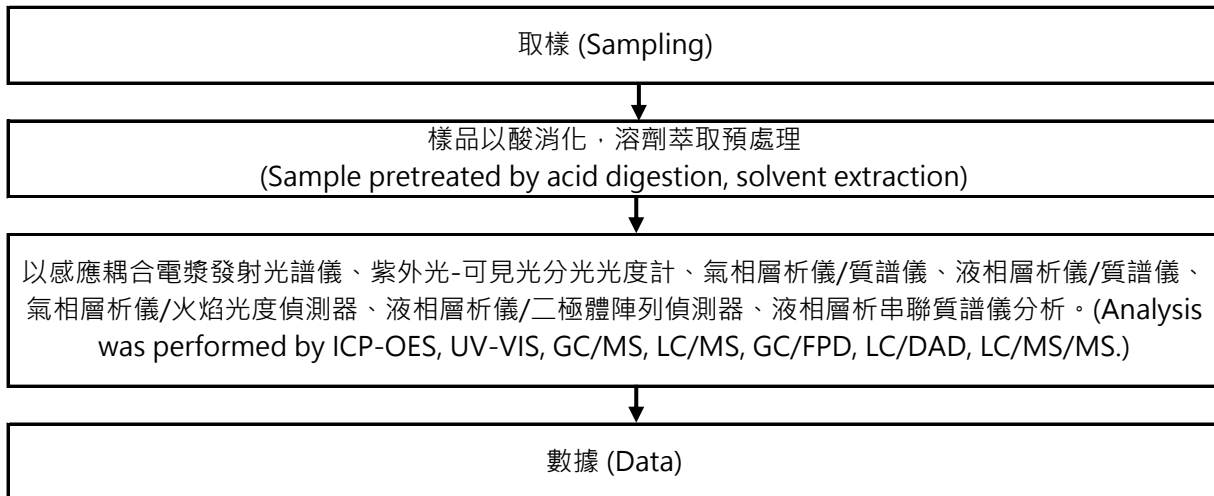 取樣 (Sampling)
樣品以酸消化，溶劑萃取預處理
(Sample pretreated by acid digestion, solvent extraction)
以感應耦合電漿發射光譜儀、紫外光-可見光分光光度計、氣相層析儀/質譜儀、液相層析儀/質譜儀、
氣相層析儀/火焰光度偵測器、液相層析儀/二極體陣列偵測器、液相層析串聯質譜儀分析。(Analysis
was performed by ICP-OES, UV-VIS, GC/MS, LC/MS, GC/FPD, LC/DAD, LC/MS/MS.)
數據 (Data)